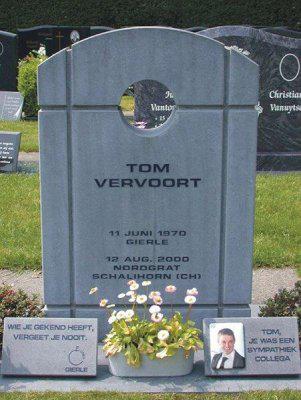 Christian
Vanuytse
TOM
VERVOORT
11 JUNI 1970
GIERLE
12 AUG. 2000
NORDGRAT
SCHALIHORN (CH)
WIE JE GEKEND HEEFT,
VERGEET JE NOOIT.
GIERLE
TOM,
JE WAS EEN
SYMPATHIEK
COLLEGA